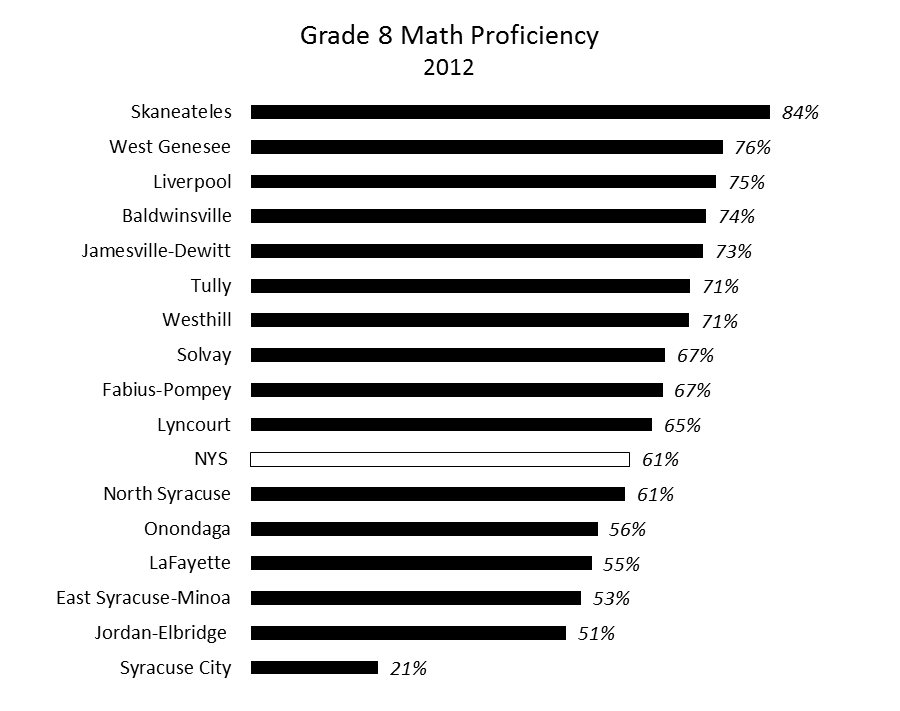 Grade 8 Math Proficiency
2012
Skaneateles 84%
West Genesee 76%
Liverpool 75%
Baldwinsville 74%
Jamesville-Dewitt 73%
Tully 71%
Westhill 71%
Solvay 67%
Fabius-Pompey 67%
Lyncourt 65%
NYS 61%
North Syracuse 61%
Onondaga 56%
LaFayette 55%
East Syracuse-Minoa 53%
Jordan-Elbridge 51%
Syracuse City 21%